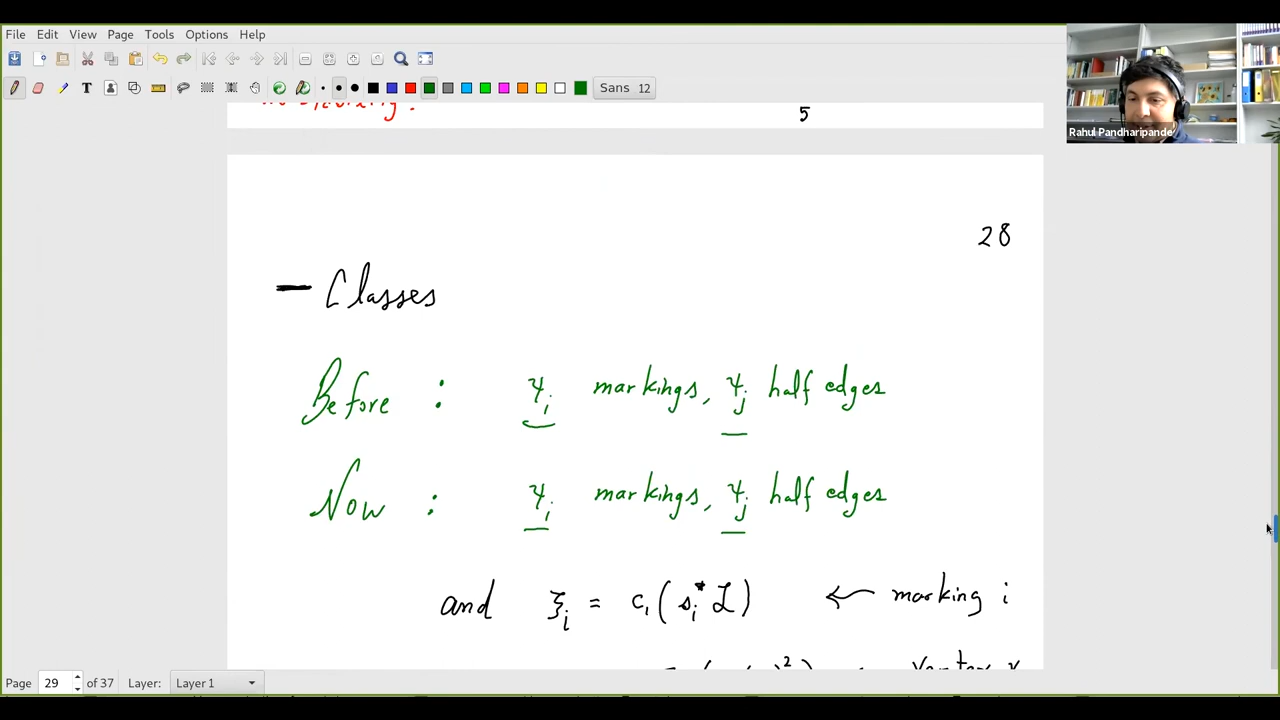 File Edit View Page Tools Options Help
Sans 12
Rahul Pandharipande
5
28
– Classes
Before : ψ_i markings, ψ_j half edges
Now : ψ_i markings, ψ_j half edges
and ξ_i = c_1(s_i^* L) ← marking i
Page 29 of 37 Layer: Layer 1